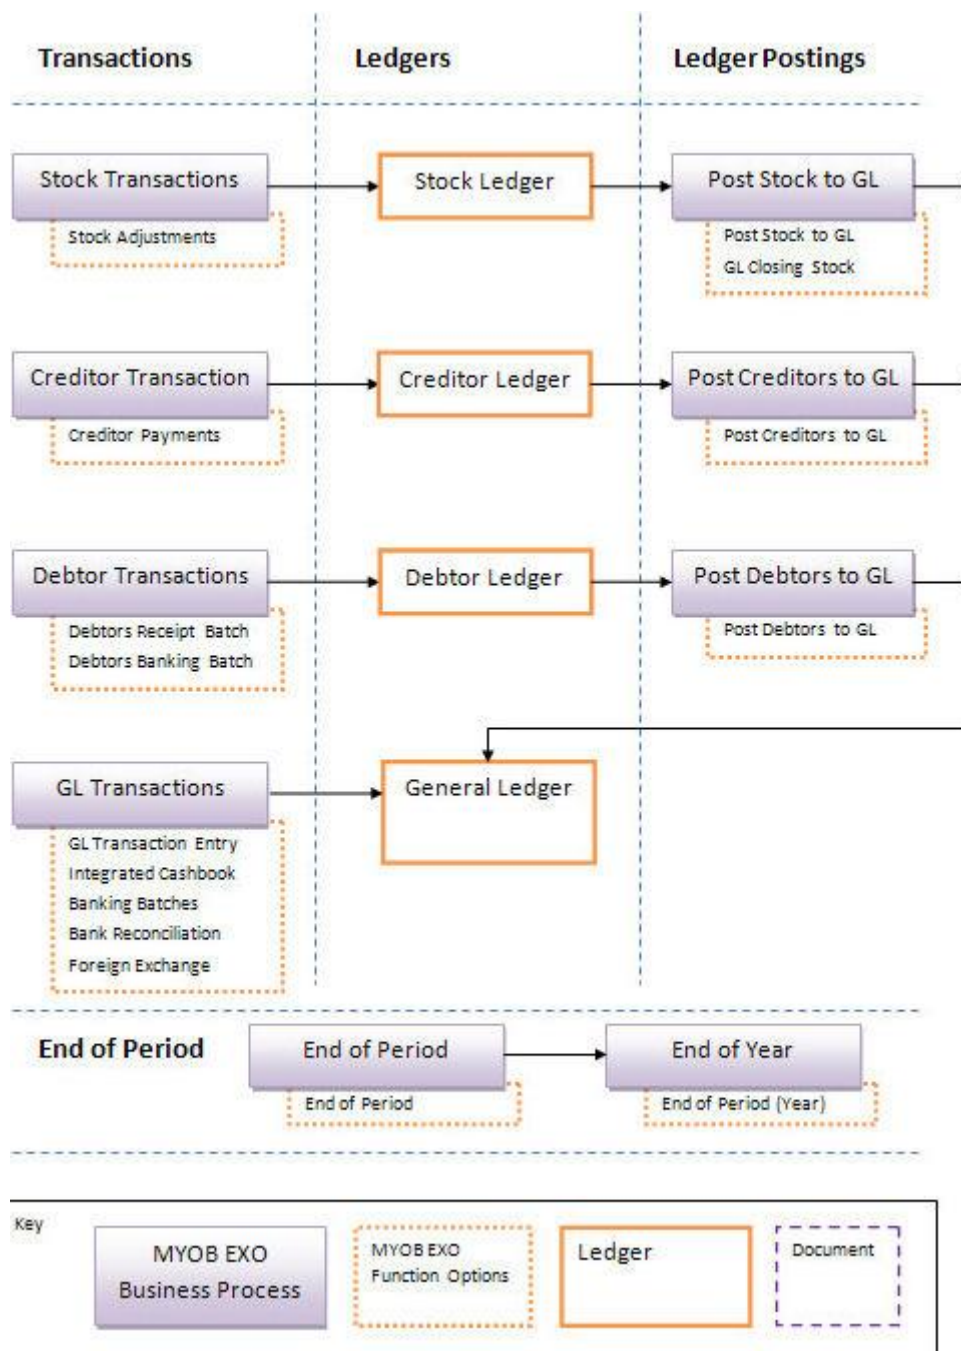 Transactions
Ledgers
Ledger Postings
Stock Transactions
Stock Ledger
Post Stock to GL
Stock Adjustments
Post Stock to GL
GL Closing Stock
Creditor Transaction
Creditor Ledger
Post Creditors to GL
Creditor Payments
Post Creditors to GL
Debtor Transactions
Debtor Ledger
Post Debtors to GL
Debtors Receipt Batch
Debtors Banking Batch
Post Debtors to GL
GL Transactions
General Ledger
GL Transaction Entry
Integrated Cashbook
Banking Batches
Bank Reconciliation
Foreign Exchange
End of Period
End of Period
End of Year
End of Period
End of Period (Year)
Key
MYOB EXO
Business Process
MYOB EXO
Function Options
Ledger
Document